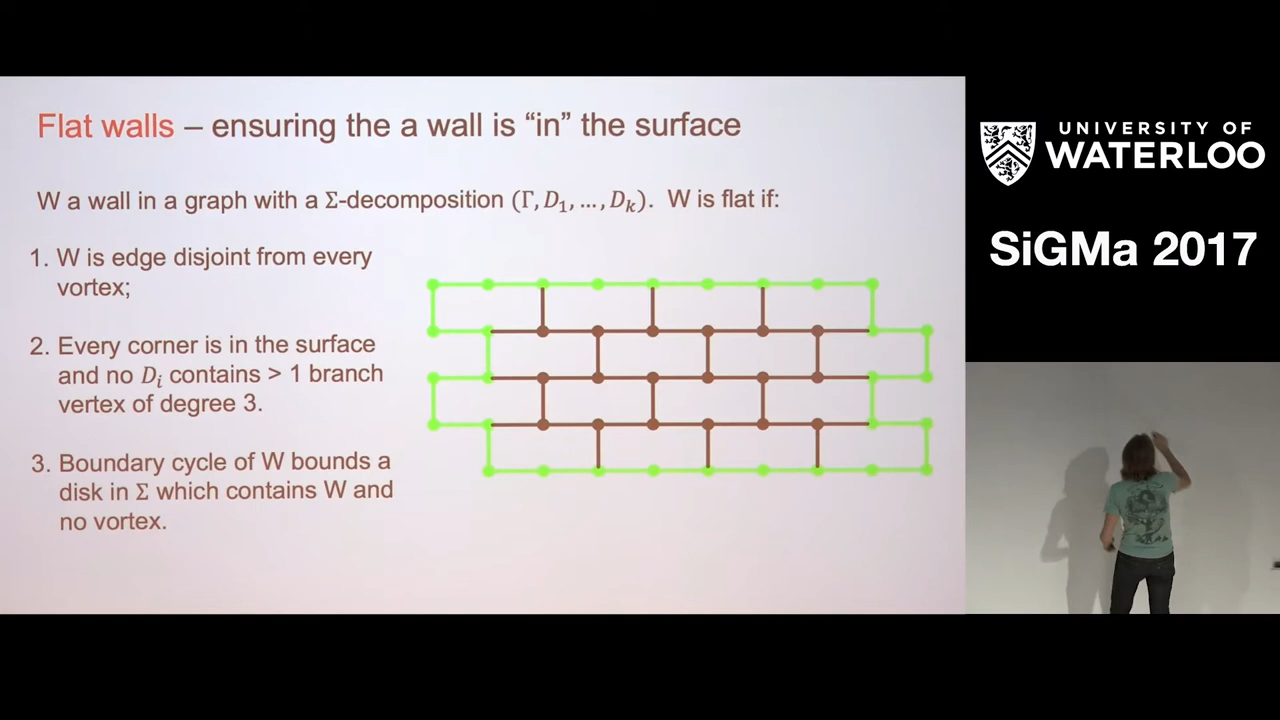 Flat walls – ensuring the a wall is “in” the surface
W a wall in a graph with a Σ-decomposition (Γ, D₁, ..., Dₖ). W is flat if:
1. W is edge disjoint from every
vortex;
2. Every corner is in the surface
and no Dᵢ contains > 1 branch
vertex of degree 3.
3. Boundary cycle of W bounds a
disk in Σ which contains W and
no vortex.
UNIVERSITY OF
WATERLOO
SiGMa 2017